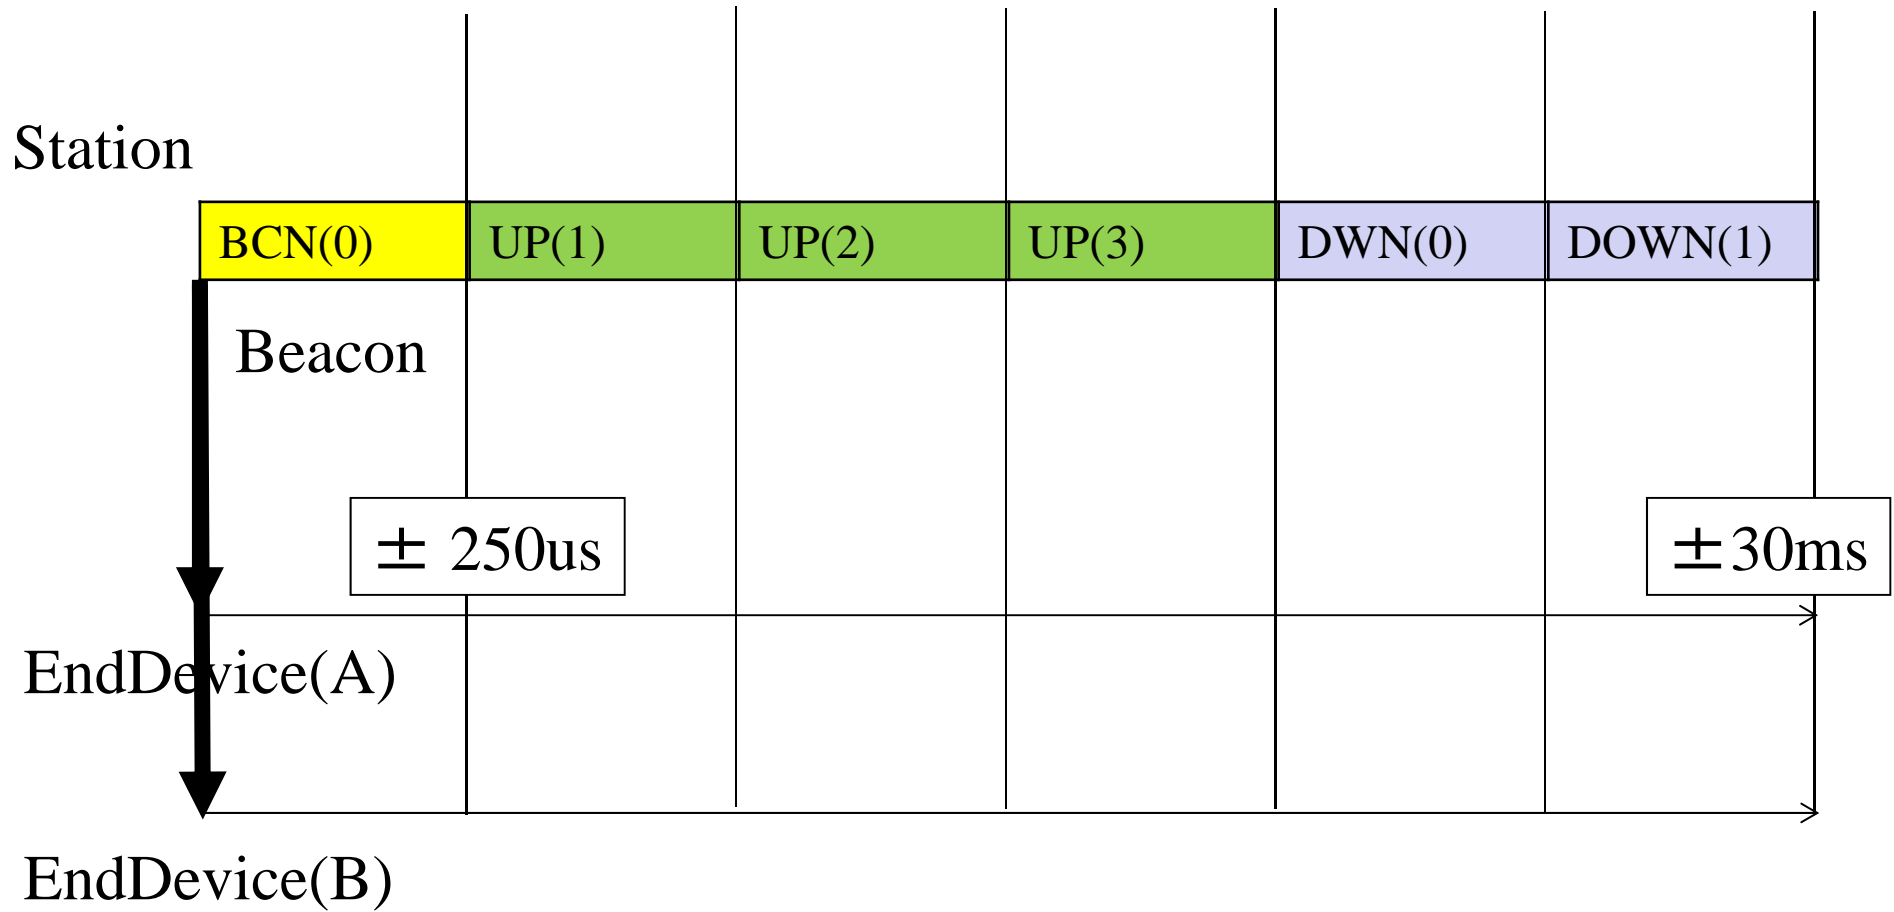 Station
BCN(0) UP(1) UP(2) UP(3) DWN(0) DOWN(1)
Beacon
± 250us ±30ms
EndDevice(A)
EndDevice(B)